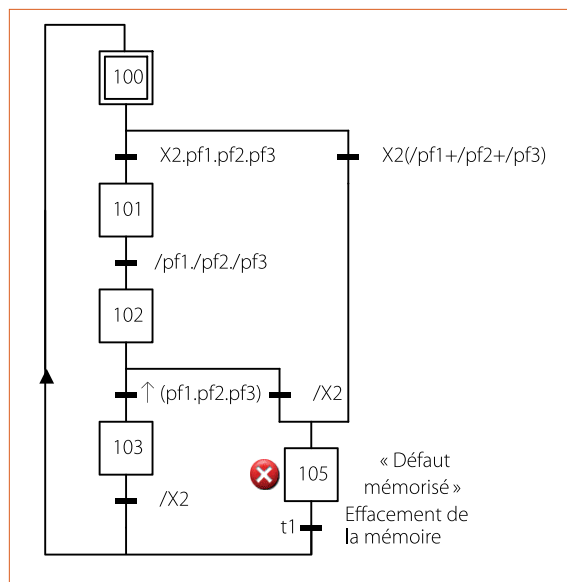 100
X2.pf1.pf2.pf3
X2(/pf1+/pf2+/pf3)
101
/pf1./pf2./pf3
102
↑ (pf1.pf2.pf3)
/X2
103
105
« Défaut
mémorisé »
/X2
t1
Effacement de
la mémoire